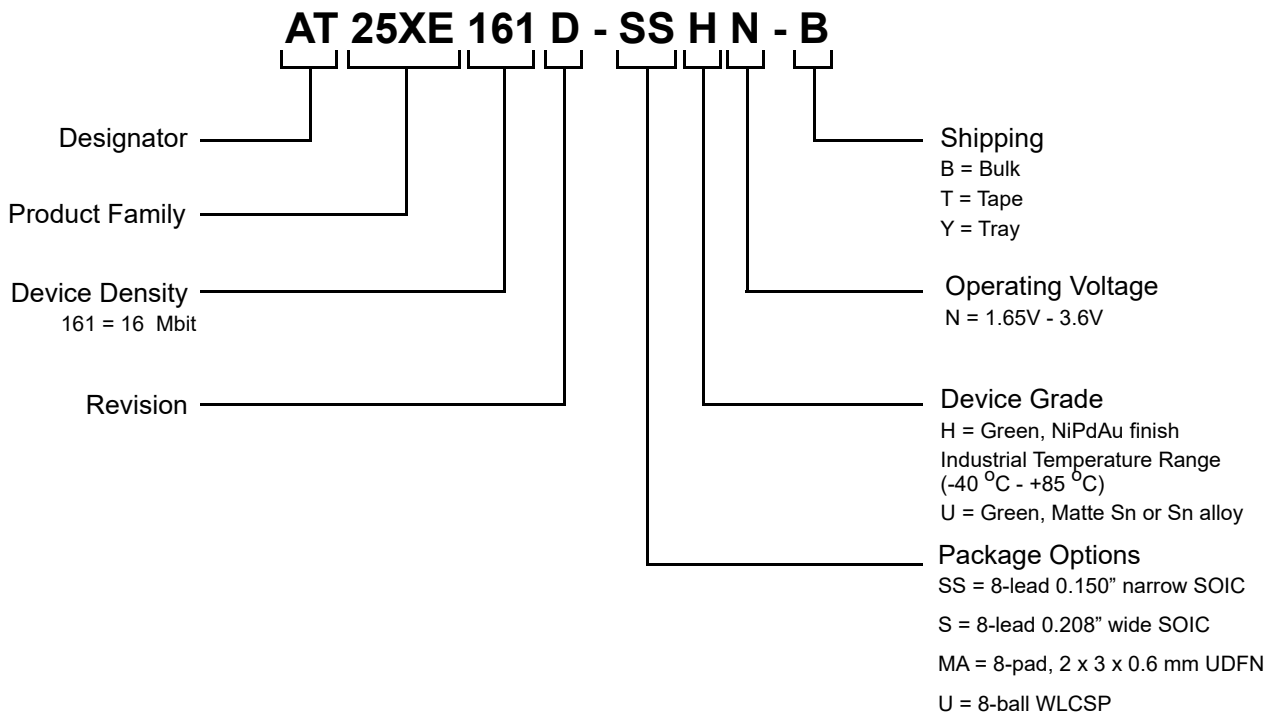 AT 25XE 161 D - SS H N - B
Designator
Product Family
Device Density
161 = 16 Mbit
Revision
Shipping
B = Bulk
T = Tape
Y = Tray
Operating Voltage
N = 1.65V - 3.6V
Device Grade
H = Green, NiPdAu finish
Industrial Temperature Range
(-40 ºC - +85 ºC)
U = Green, Matte Sn or Sn alloy
Package Options
SS = 8-lead 0.150” narrow SOIC
S = 8-lead 0.208” wide SOIC
MA = 8-pad, 2 x 3 x 0.6 mm UDFN
U = 8-ball WLCSP